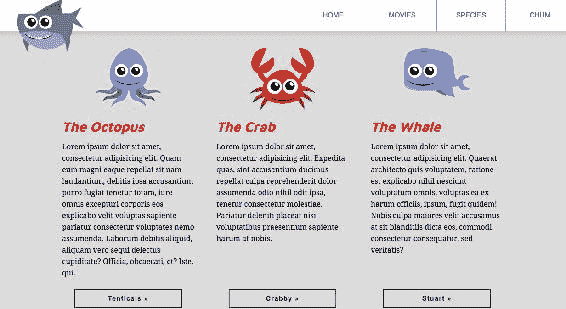 HOME MOVIES SPECIES CHUM
The Octopus
Lorem ipsum dolor sit amet,
consectetur adipisicing elit. Quam
eum magni eaque repellat sit nam
laudantium, debitis ipsa accusantium,
porro fugiat tenetur totam, iure
omnis excepturi corporis eos
explicabo velit voluptas sapiente
pariatur consectetur voluptates nemo
assumenda. Laborum debitis aliquid,
aliquam vero sequi delectus
cupiditate? Officia, obcaecati, et? Iste,
qui.
Tenticals »
The Crab
Lorem ipsum dolor sit amet,
consectetur adipisicing elit. Expedita
quas, sint accusantium ducimus
repellat culpa reprehenderit dolor
assumenda odio nihil odit ipsa,
tenetur consectetur molestiae.
Pariatur deleniti placeat nisi
voluptatibus praesentium sapiente
harum ut nobis.
Crabby »
The Whale
Lorem ipsum dolor sit amet,
consectetur adipisicing elit. Quaerat
architecto quis voluptatem, ratione
est explicabo nihil nesciunt
voluptatum omnis, voluptas ea ex
harum officiis, ipsum, fugit quidem!
Nobis culpa maiores velit accusamus
at sit blanditiis dicta eos, commodi
consectetur consequatur, sed
veritatis?
Stuart »